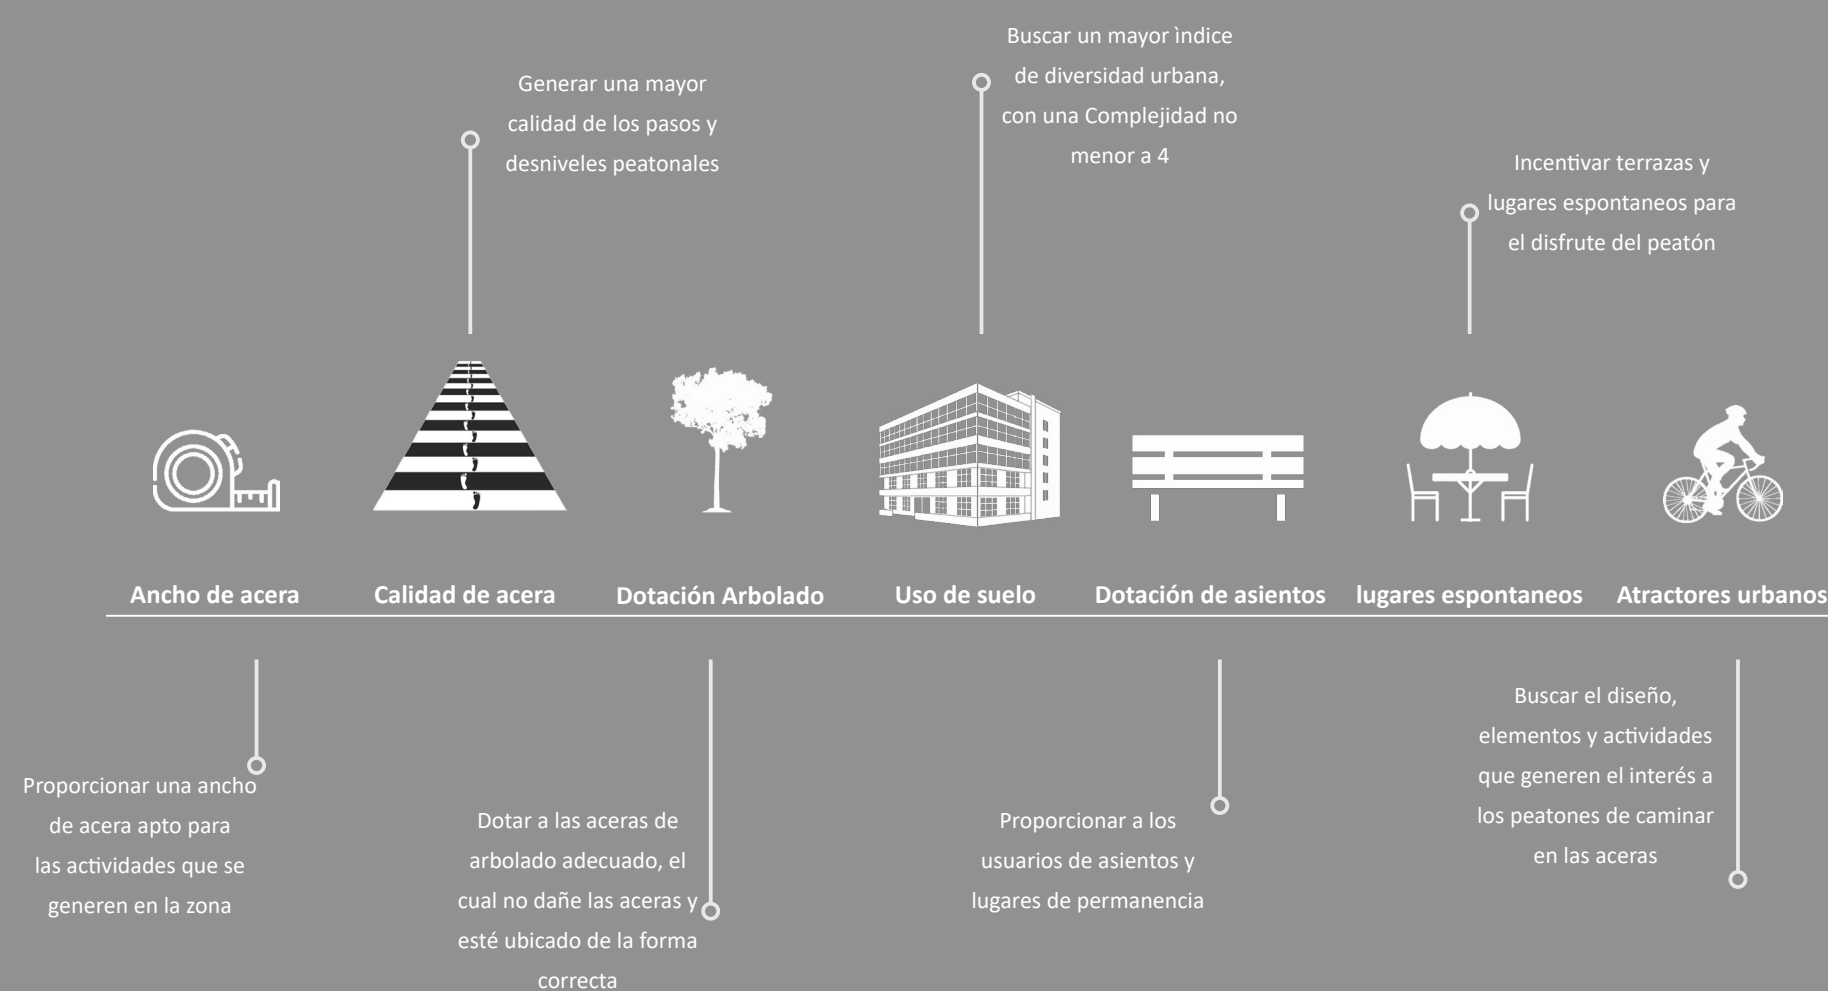 Buscar un mayor ìndice
de diversidad urbana,
con una Complejidad no
menor a 4
Generar una mayor
calidad de los pasos y
desniveles peatonales
Incentivar terrazas y
lugares espontaneos para
el disfrute del peatón
Ancho de acera
Calidad de acera
Dotación Arbolado
Uso de suelo
Dotación de asientos
lugares espontaneos
Atractores urbanos
Proporcionar una ancho
de acera apto para
las actividades que se
generen en la zona
Dotar a las aceras de
arbolado adecuado, el
cual no dañe las aceras y
esté ubicado de la forma
correcta
Proporcionar a los
usuarios de asientos y
lugares de permanencia
Buscar el diseño,
elementos y actividades
que generen el interés a
los peatones de caminar
en las aceras